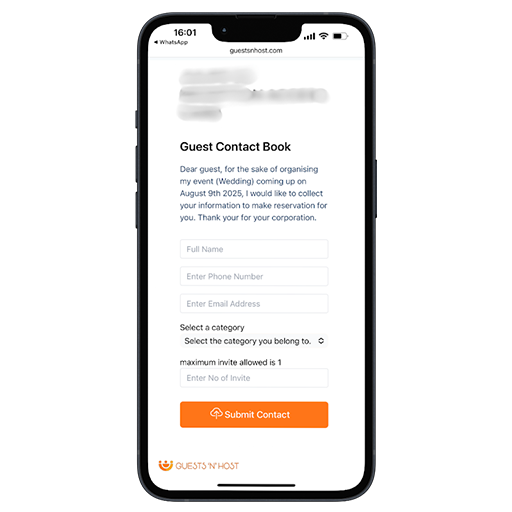 16:01
◀ WhatsApp
guestsnhost.com
Guest Contact Book
Dear guest, for the sake of organising
my event (Wedding) coming up on
August 9th 2025, I would like to collect
your information to make reservation for
you. Thank your for your corporation.
Full Name
Enter Phone Number
Enter Email Address
Select a category
Select the category you belong to.
maximum invite allowed is 1
Enter No of Invite
Submit Contact
GUESTS 'N' HOST